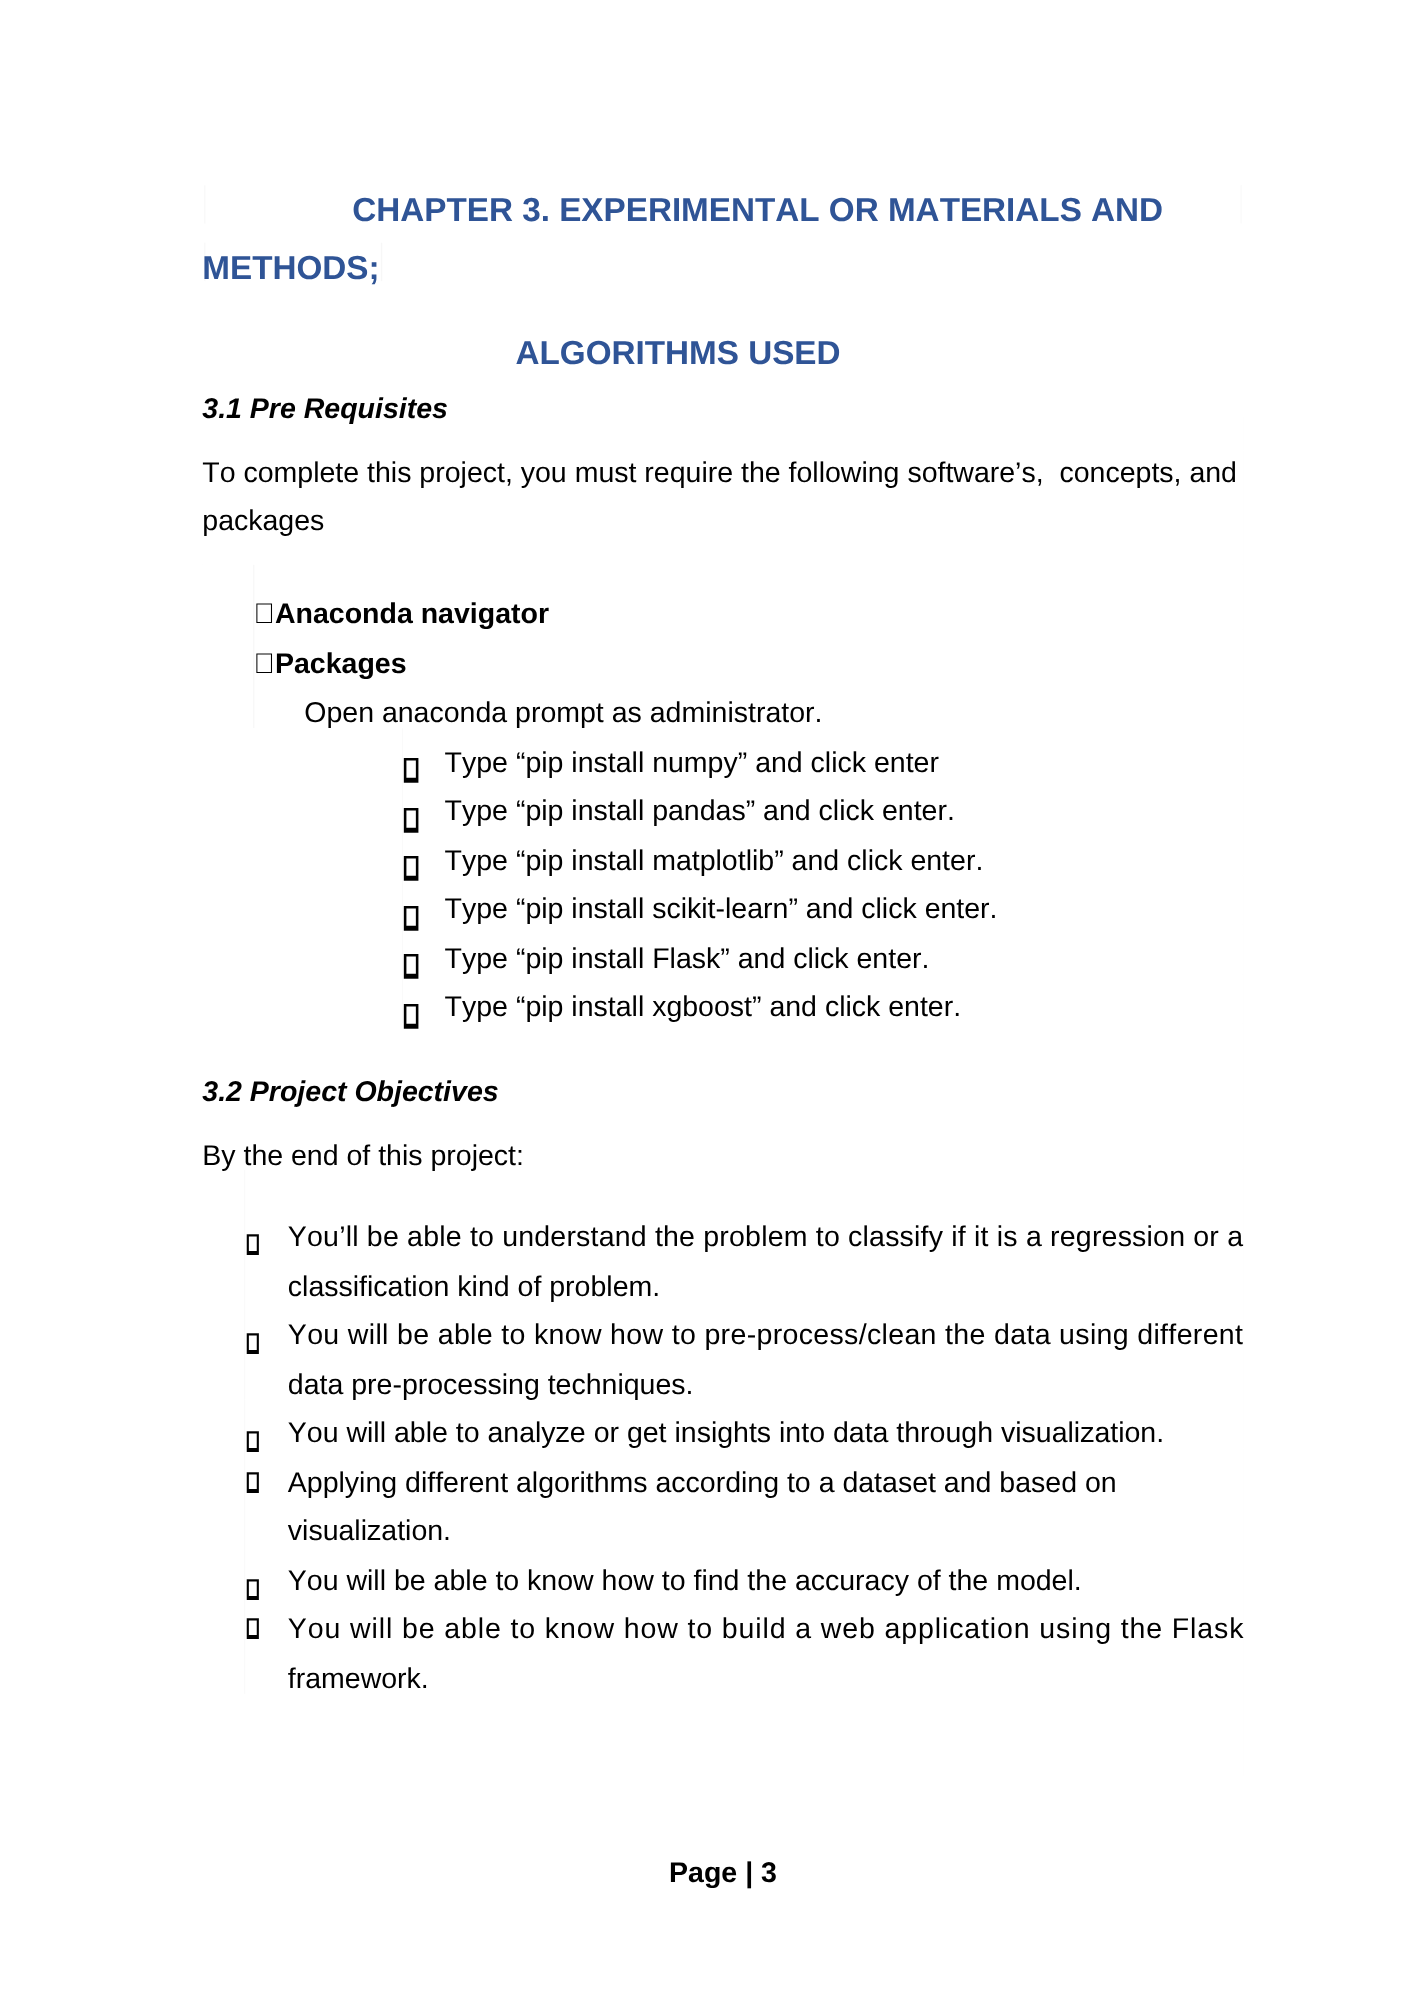 CHAPTER 3. EXPERIMENTAL OR MATERIALS AND
METHODS;
ALGORITHMS USED
3.1 Pre Requisites
To complete this project, you must require the following software’s,  concepts, and
packages
Anaconda navigator
Packages
Open anaconda prompt as administrator.
Type “pip install numpy” and click enter
Type “pip install pandas” and click enter.
Type “pip install matplotlib” and click enter.
Type “pip install scikit-learn” and click enter.
Type “pip install Flask” and click enter.
Type “pip install xgboost” and click enter.
3.2 Project Objectives
By the end of this project:
You’ll be able to understand the problem to classify if it is a regression or a
classification kind of problem.
You will be able to know how to pre-process/clean the data using different
data pre-processing techniques.
You will able to analyze or get insights into data through visualization.
Applying different algorithms according to a dataset and based on
visualization.
You will be able to know how to find the accuracy of the model.
You will be able to know how to build a web application using the Flask
framework.
Page | 3